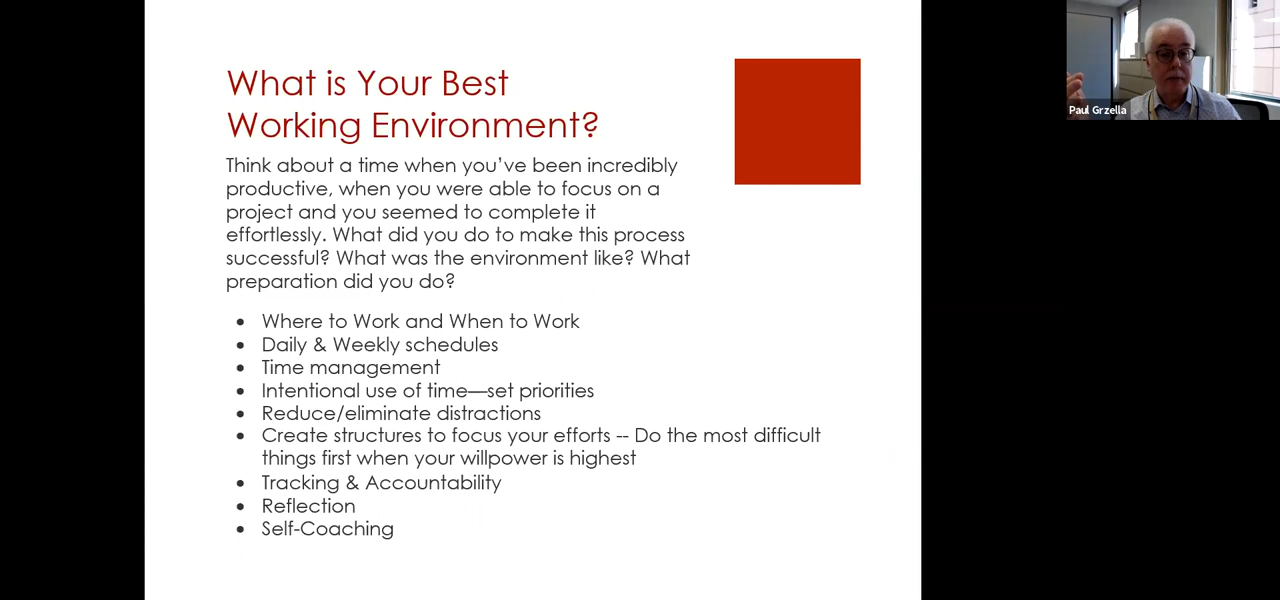 What is Your Best
Working Environment?
Think about a time when you've been incredibly
productive, when you were able to focus on a
project and you seemed to complete it
effortlessly. What did you do to make this process
successful? What was the environment like? What
preparation did you do?
• Where to Work and When to Work
• Daily & Weekly schedules
• Time management
• Intentional use of time—set priorities
• Reduce/eliminate distractions
• Create structures to focus your efforts -- Do the most difficult
things first when your willpower is highest
• Tracking & Accountability
• Reflection
• Self-Coaching
Paul Grzella